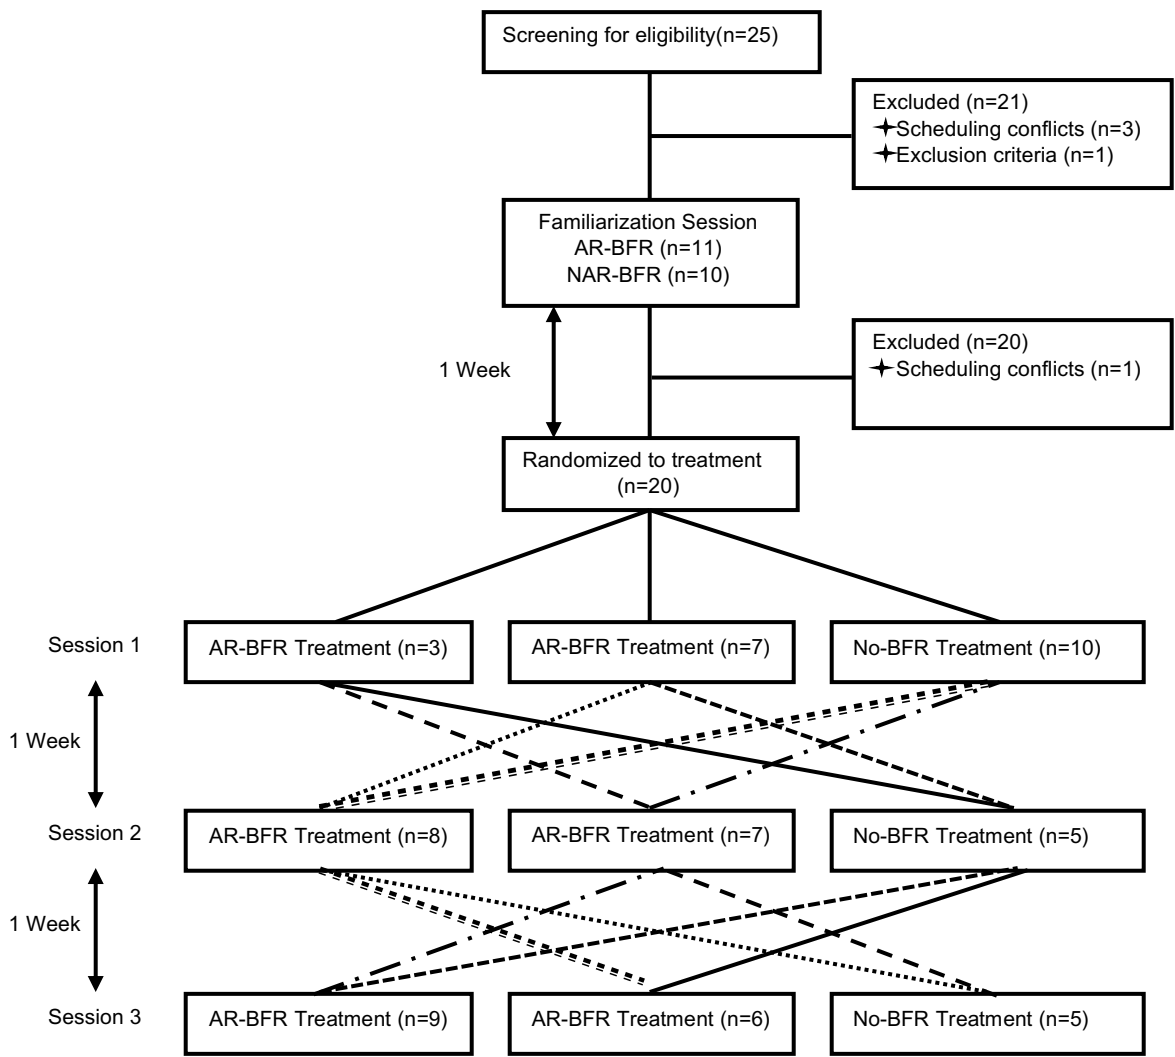 Screening for eligibility(n=25)
Excluded (n=21)
Scheduling conflicts (n=3)
Exclusion criteria (n=1)
Familiarization Session
AR-BFR (n=11)
NAR-BFR (n=10)
1 Week
Excluded (n=20)
Scheduling conflicts (n=1)
Randomized to treatment
(n=20)
Session 1
AR-BFR Treatment (n=3)
AR-BFR Treatment (n=7)
No-BFR Treatment (n=10)
1 Week
Session 2
AR-BFR Treatment (n=8)
AR-BFR Treatment (n=7)
No-BFR Treatment (n=5)
1 Week
Session 3
AR-BFR Treatment (n=9)
AR-BFR Treatment (n=6)
No-BFR Treatment (n=5)